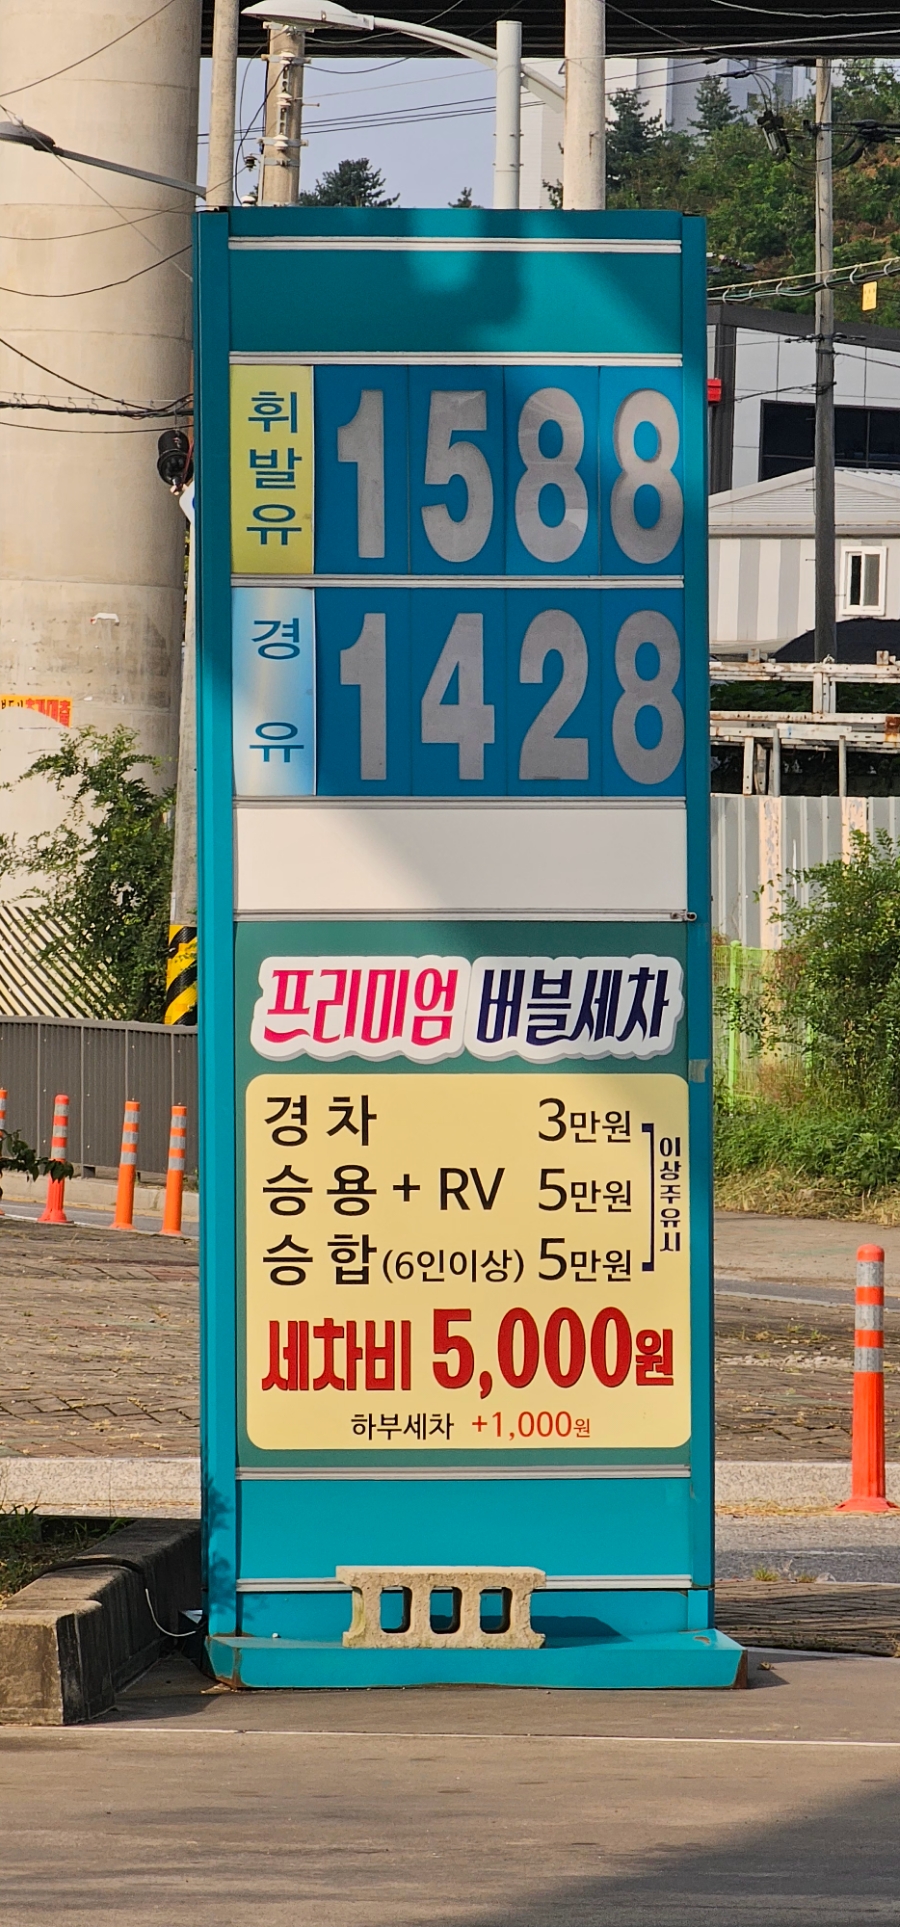 휘발유 1588
경유 1428
프리미엄 버블세차
경차 3만원
승용 + RV 5만원
승합(6인이상) 5만원
이상주유시
세차비 5,000원
하부세차 +1,000원